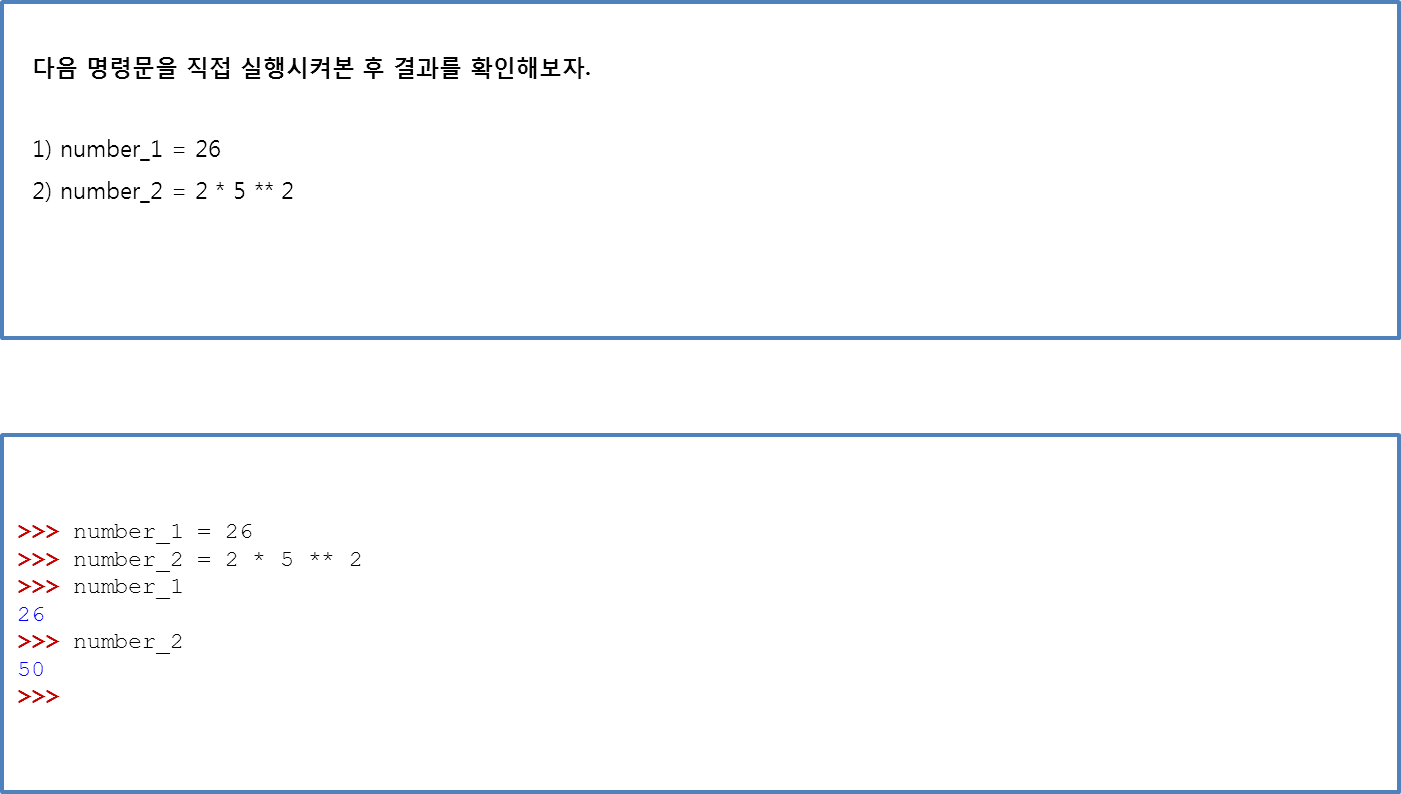 다음 명령문을 직접 실행시켜본 후 결과를 확인해보자.
1) number_1 = 26
2) number_2 = 2 * 5 ** 2
>>> number_1 = 26
>>> number_2 = 2 * 5 ** 2
>>> number_1
26
>>> number_2
50
>>>